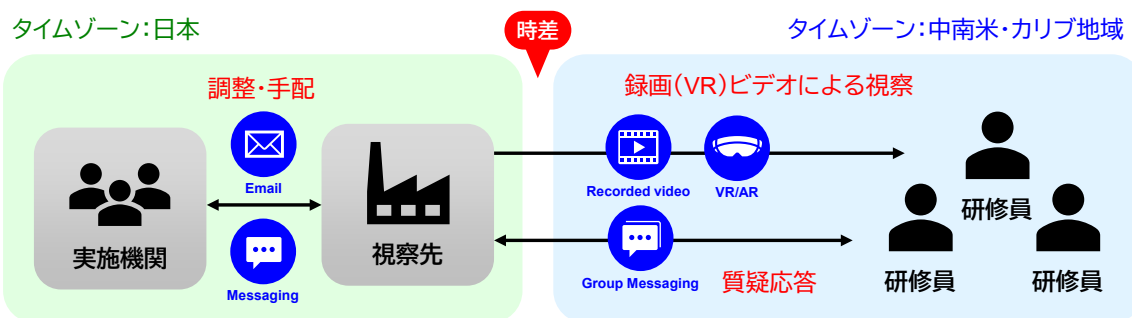 タイムゾーン：日本
時差
タイムゾーン：中南米・カリブ地域
調整・手配
録画（VR）ビデオによる視察
Email
Recorded video
VR/AR
実施機関
視察先
研修員
Messaging
Group Messaging
質疑応答
研修員
研修員